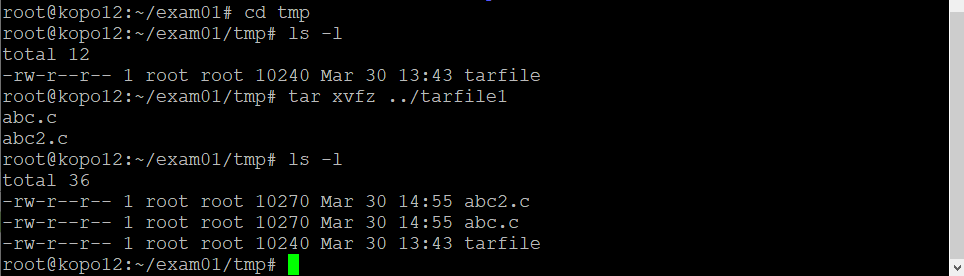 root@kopo12:~/exam01# cd tmp
root@kopo12:~/exam01/tmp# ls -l
total 12
-rw-r--r-- 1 root root 10240 Mar 30 13:43 tarfile
root@kopo12:~/exam01/tmp# tar xvfz ../tarfile1
abc.c
abc2.c
root@kopo12:~/exam01/tmp# ls -l
total 36
-rw-r--r-- 1 root root 10270 Mar 30 14:55 abc2.c
-rw-r--r-- 1 root root 10270 Mar 30 14:55 abc.c
-rw-r--r-- 1 root root 10240 Mar 30 13:43 tarfile
root@kopo12:~/exam01/tmp#